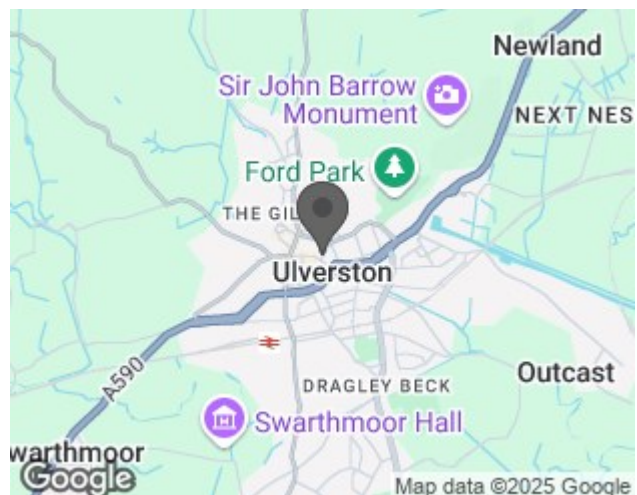 Newland
Sir John Barrow
Monument
NEXT NES
Ford Park
THE GIL
Ulverston
A590
Outcast
DRAGLEY BECK
Swarthmoor Hall
warthmoor
Google
Map data ©2025 Google